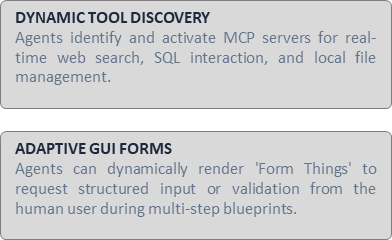 DYNAMIC TOOL DISCOVERY
Agents identify and activate MCP servers for real-
time web search, SQL interaction, and local file
management.
ADAPTIVE GUI FORMS
Agents can dynamically render 'Form Things' to
request structured input or validation from the
human user during multi-step blueprints.